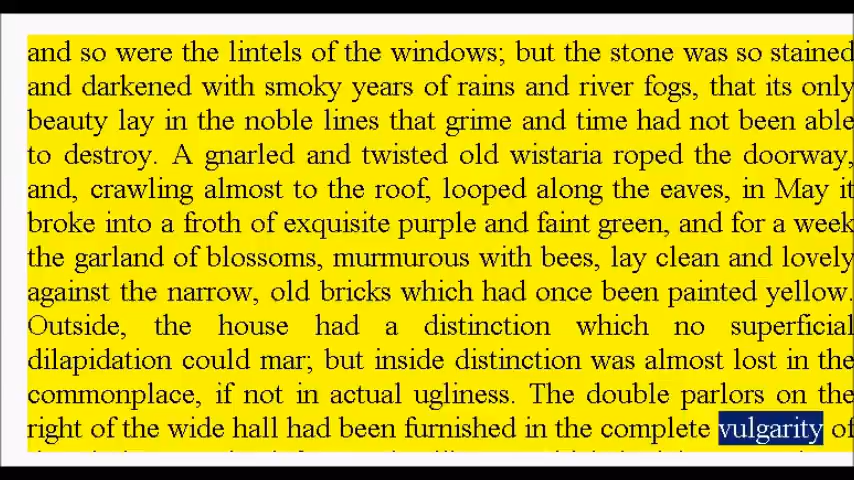 and so were the lintels of the windows; but the stone was so stained
and darkened with smoky years of rains and river fogs, that its only
beauty lay in the noble lines that grime and time had not been able
to destroy. A gnarled and twisted old wistaria roped the doorway,
and, crawling almost to the roof, looped along the eaves, in May it
broke into a froth of exquisite purple and faint green, and for a week
the garland of blossoms, murmurous with bees, lay clean and lovely
against the narrow, old bricks which had once been painted yellow.
Outside, the house had a distinction which no superficial
dilapidation could mar; but inside distinction was almost lost in the
commonplace, if not in actual ugliness. The double parlors on the
right of the wide hall had been furnished in the complete vulgarity of